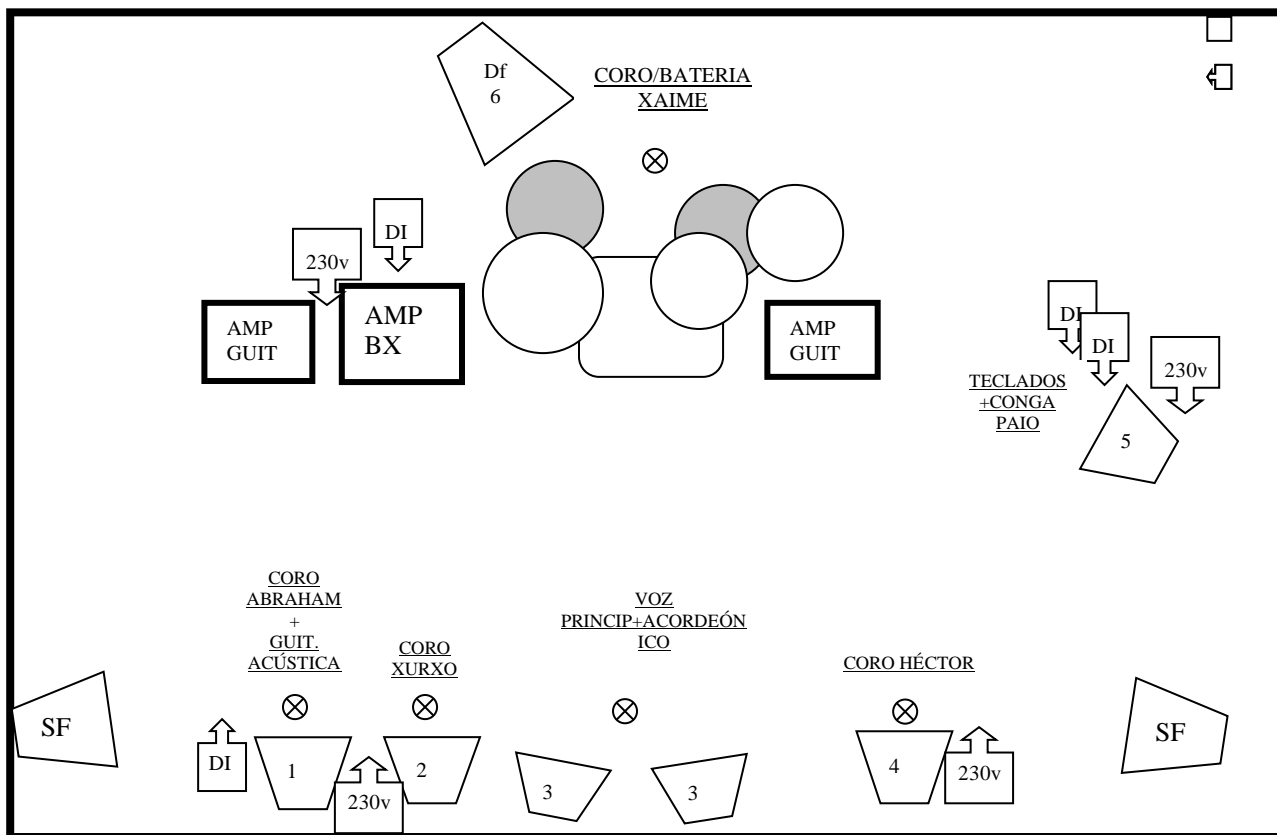 Df
6
CORO/BATERIA
XAIME
DI
230v
AMP
GUIT
AMP
BX
AMP
GUIT
DI
DI
230v
TECLADOS
+CONGA
PAIO
5
CORO
ABRAHAM
+
GUIT.
ACÚSTICA
CORO
XURXO
VOZ
PRINCIP+ACORDEÓN
ICO
CORO HÉCTOR
SF
DI
1
230v
2
3
3
4
230v
SF